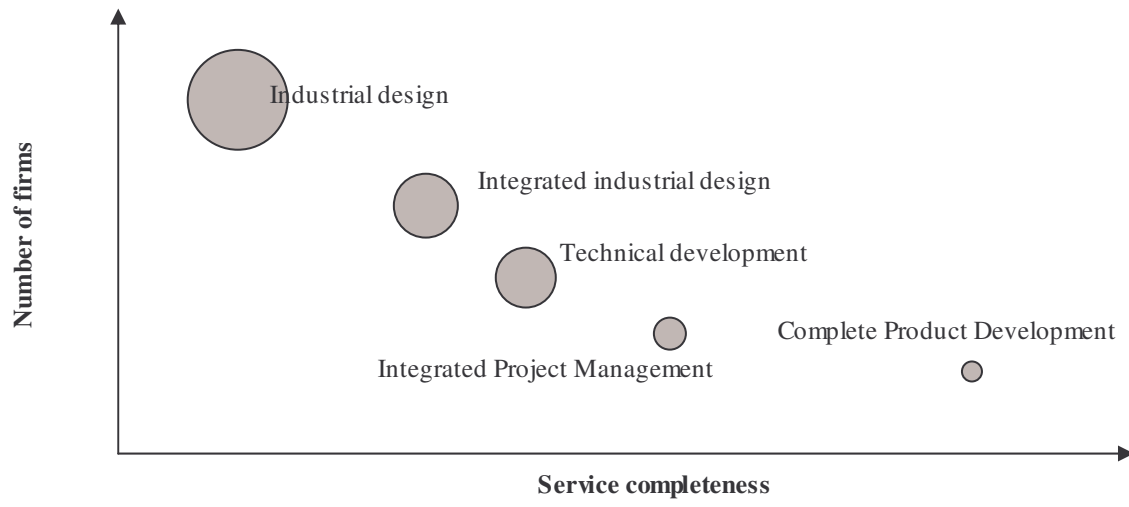 Industrial design
Integrated industrial design
Technical development
Complete Product Development
Integrated Project Management
Number of firms
Service completeness